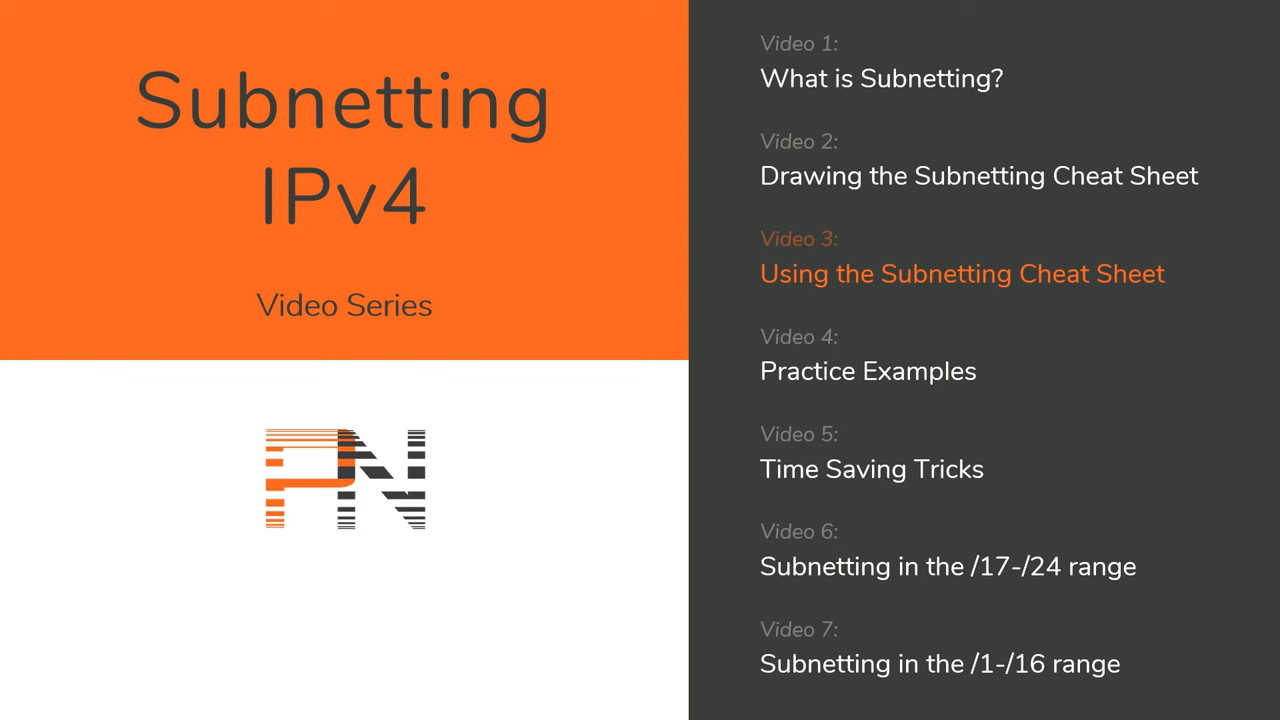 Subnetting
IPv4
Video Series
PN
Video 1:
What is Subnetting?
Video 2:
Drawing the Subnetting Cheat Sheet
Video 3:
Using the Subnetting Cheat Sheet
Video 4:
Practice Examples
Video 5:
Time Saving Tricks
Video 6:
Subnetting in the /17-/24 range
Video 7:
Subnetting in the /1-/16 range